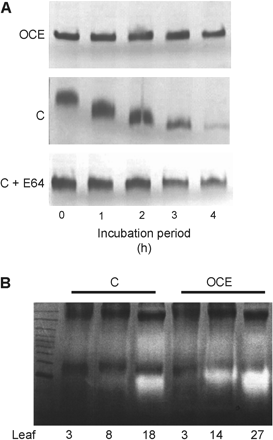 A
OCE
C
C + E64
0 1 2 3 4
Incubation period
(h)
B
C OCE
Leaf 3 8 18 3 14 27